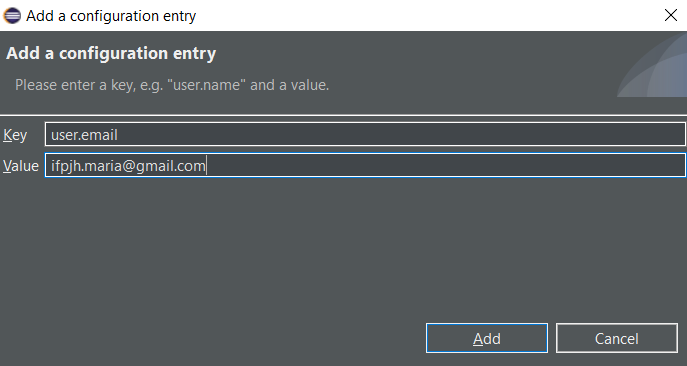 Add a configuration entry
Add a configuration entry
Please enter a key, e.g. "user.name" and a value.
Key user.email
Value ifpjh.maria@gmail.com
Add Cancel